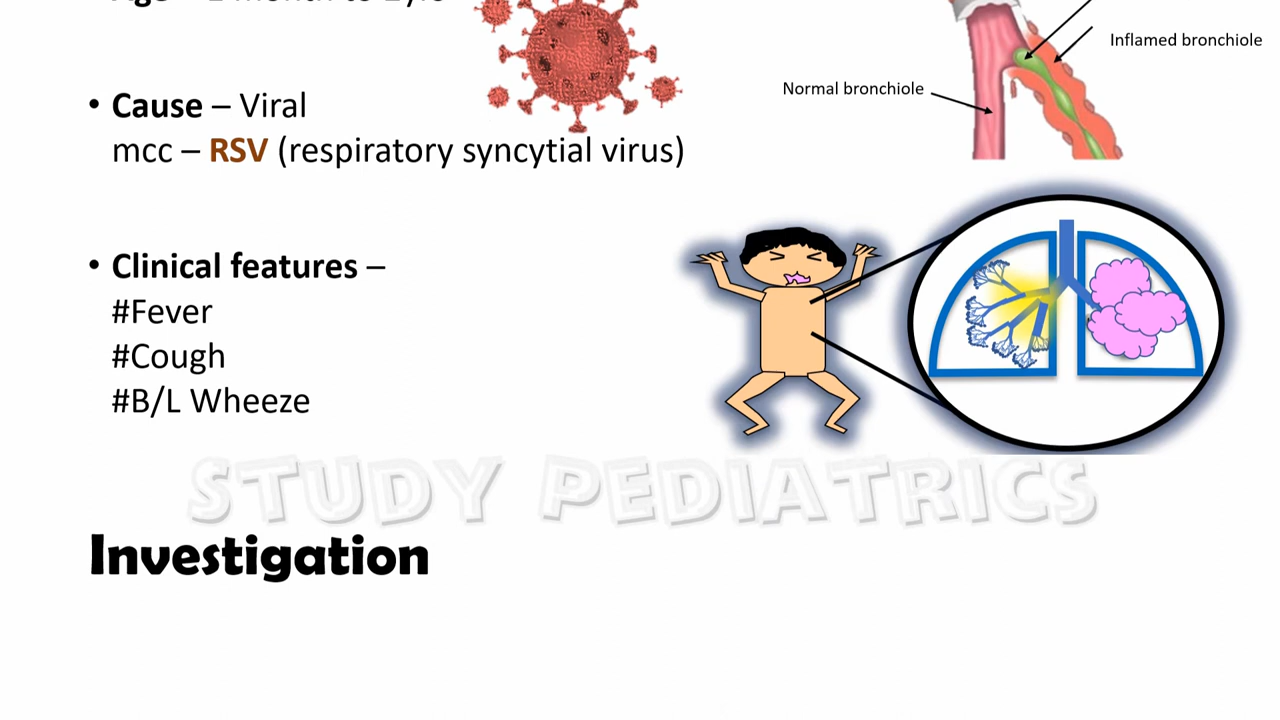 • Cause – Viral
mcc – RSV (respiratory syncytial virus)
Inflamed bronchiole
Normal bronchiole
• Clinical features –
#Fever
#Cough
#B/L Wheeze
STUDY PEDIATRICS
Investigation